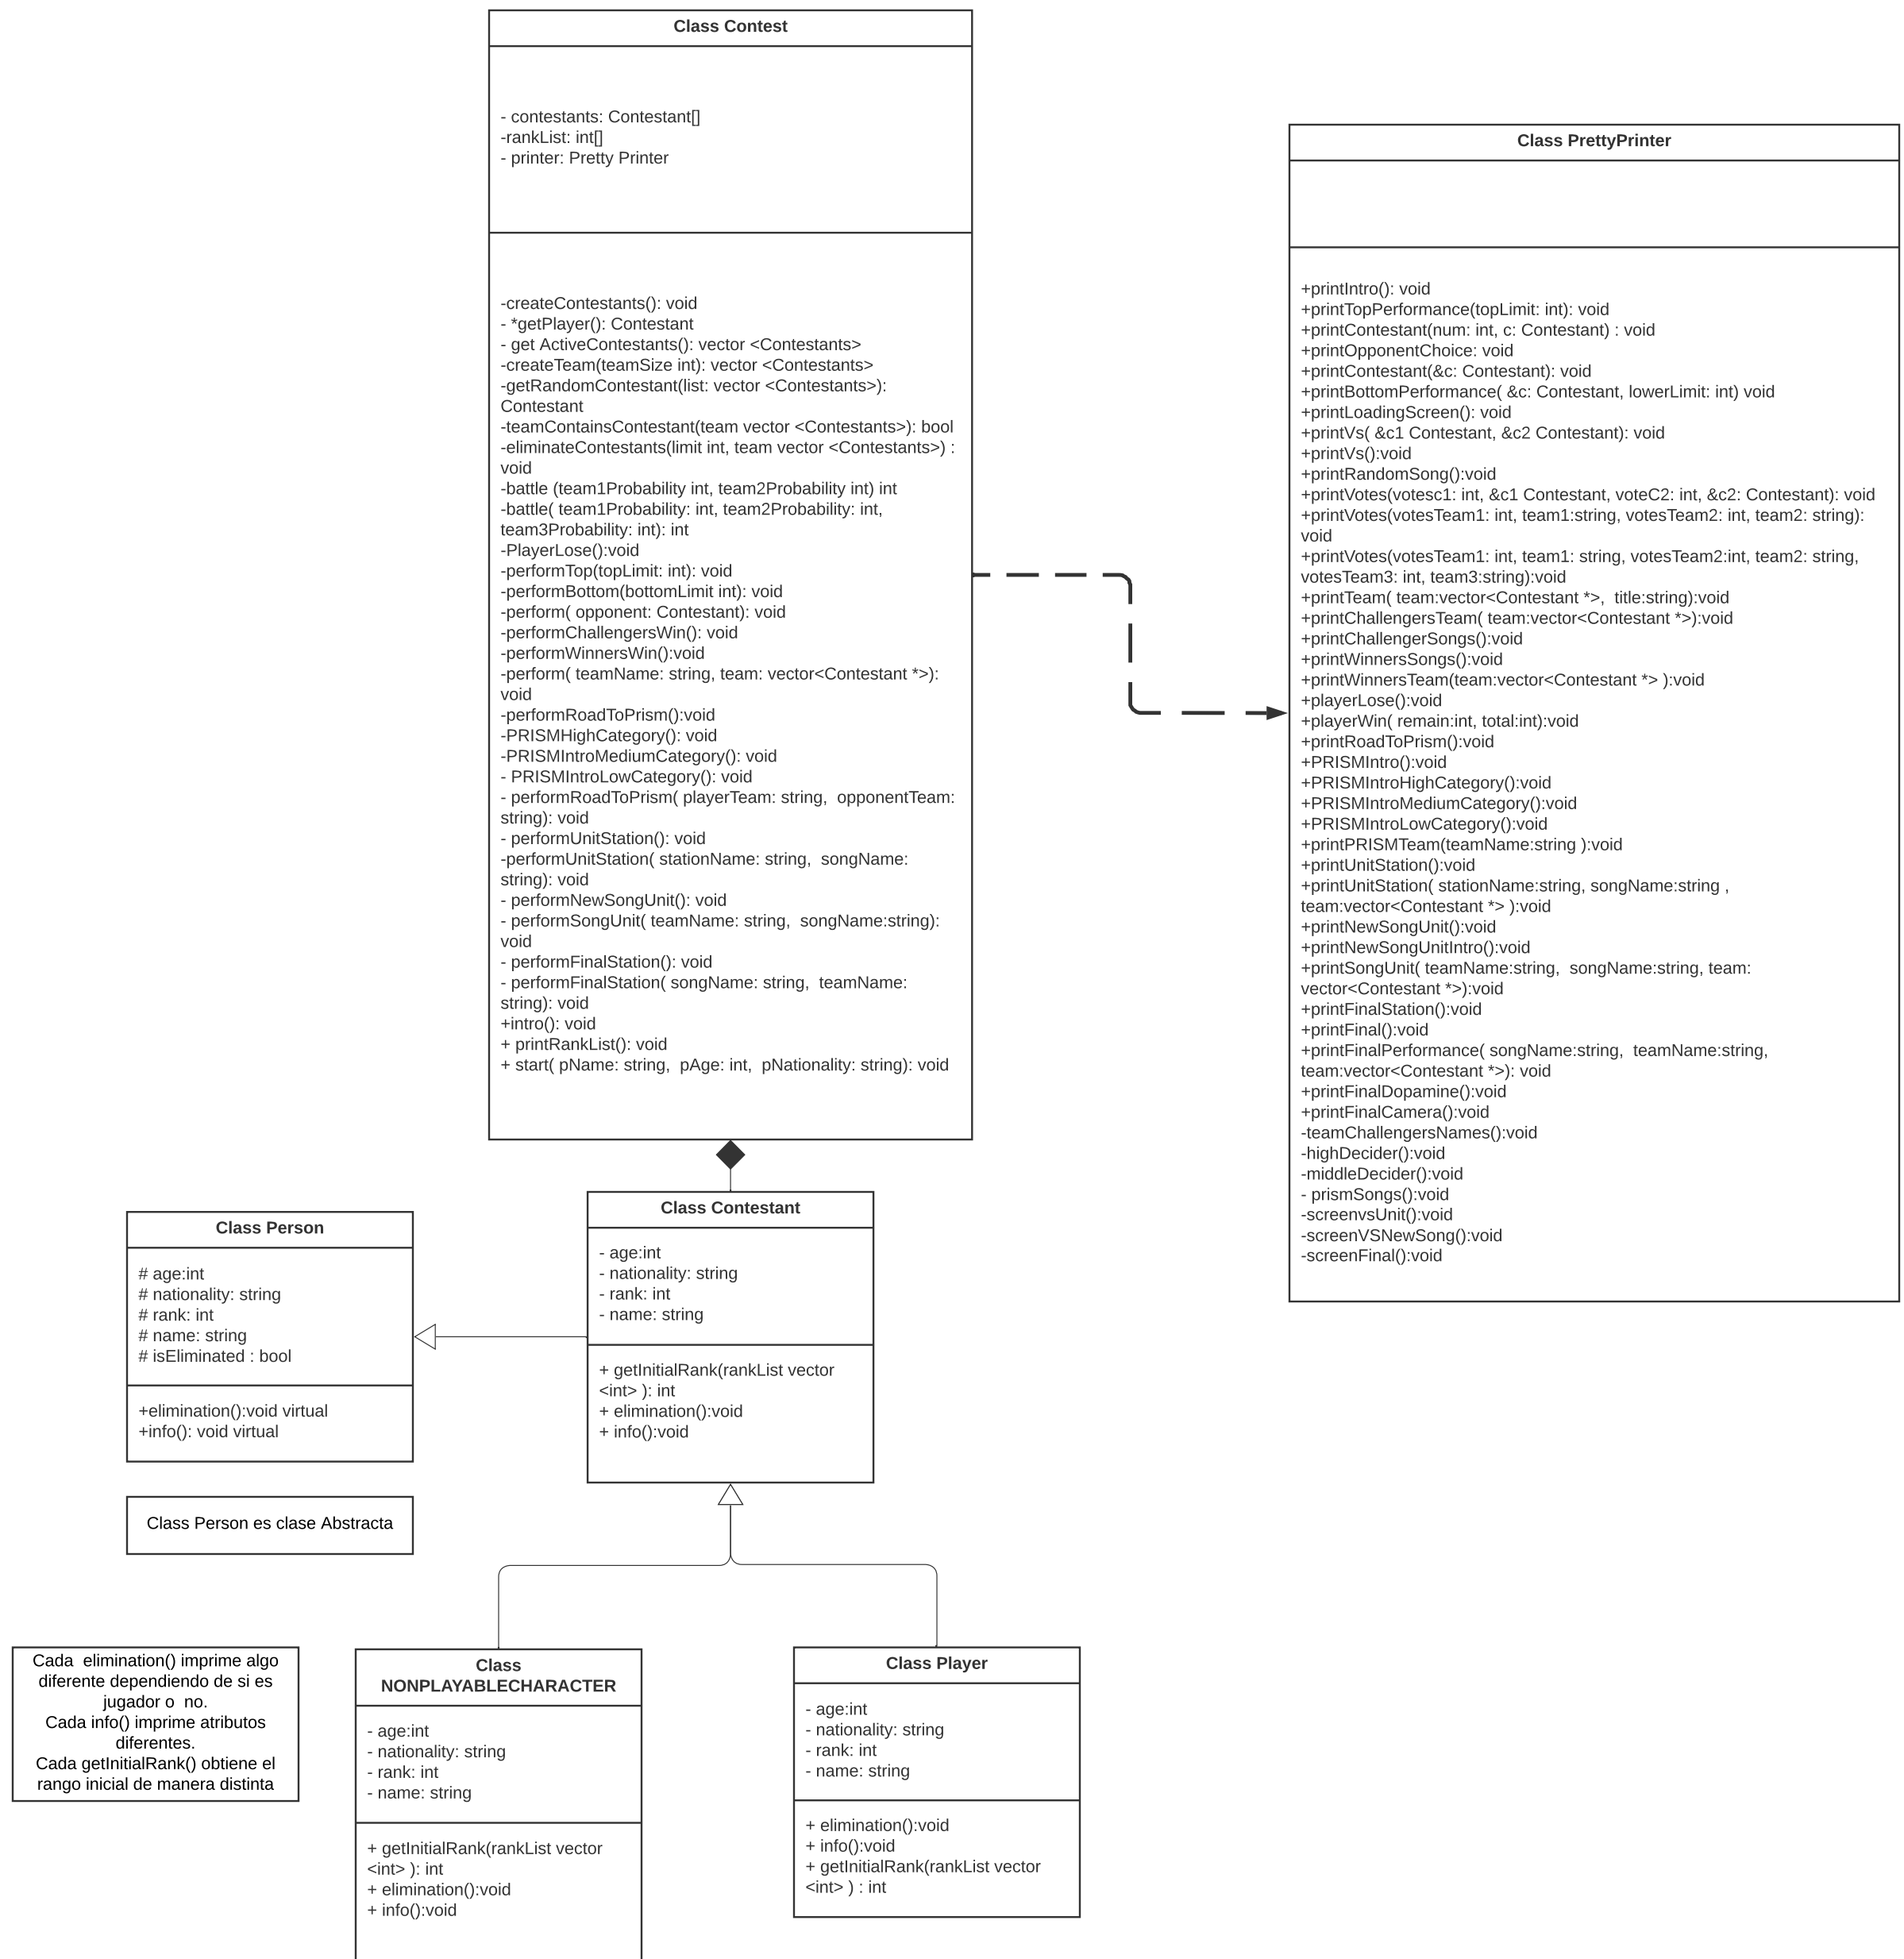 Class Contest
- contestants: Contestant[]
-rankList: int[]
- printer: Pretty Printer
-createContestants(): void
- *getPlayer(): Contestant
- get ActiveContestants(): vector <Contestants>
-createTeam(teamSize int): vector <Contestants>
-getRandomContestant(list: vector <Contestants>):
Contestant
-teamContainsContestant(team vector <Contestants>): bool
-eliminateContestants(limit int, team vector <Contestants>) :
void
-battle (team1Probability int, team2Probability int) int
-battle( team1Probability: int, team2Probability: int,
team3Probability: int): int
-PlayerLose():void
-performTop(topLimit: int): void
-performBottom(bottomLimit int): void
-perform( opponent: Contestant): void
-performChallengersWin(): void
-performWinnersWin():void
-perform( teamName: string, team: vector<Contestant *>):
void
-performRoadToPrism():void
-PRISMHighCategory(): void
-PRISMIntroMediumCategory(): void
- PRISMIntroLowCategory(): void
- performRoadToPrism( playerTeam: string,  opponentTeam:
string): void
- performUnitStation(): void
-performUnitStation( stationName: string,  songName:
string): void
- performNewSongUnit(): void
- performSongUnit( teamName: string,  songName:string):
void
- performFinalStation(): void
- performFinalStation( songName: string,  teamName:
string): void
+intro(): void
+ printRankList(): void
+ start( pName: string,  pAge: int,  pNationality: string): void
Class PrettyPrinter
+printIntro(): void
+printTopPerformance(topLimit: int): void
+printContestant(num: int, c: Contestant) : void
+printOpponentChoice: void
+printContestant(&c: Contestant): void
+printBottomPerformance( &c: Contestant, lowerLimit: int) void
+printLoadingScreen(): void
+printVs( &c1 Contestant, &c2 Contestant): void
+printVs():void
+printRandomSong():void
+printVotes(votesc1: int, &c1 Contestant, voteC2: int, &c2: Contestant): void
+printVotes(votesTeam1: int, team1:string, votesTeam2: int, team2: string):
void
+printVotes(votesTeam1: int, team1: string, votesTeam2:int, team2: string,
votesTeam3: int, team3:string):void
+printTeam( team:vector<Contestant *>,  title:string):void
+printChallengersTeam( team:vector<Contestant *>):void
+printChallengerSongs():void
+printWinnersSongs():void
+printWinnersTeam(team:vector<Contestant *> ):void
+playerLose():void
+playerWin( remain:int, total:int):void
+printRoadToPrism():void
+PRISMIntro():void
+PRISMIntroHighCategory():void
+PRISMIntroMediumCategory():void
+PRISMIntroLowCategory():void
+printPRISMTeam(teamName:string ):void
+printUnitStation():void
+printUnitStation( stationName:string, songName:string ,
team:vector<Contestant *> ):void
+printNewSongUnit():void
+printNewSongUnitIntro():void
+printSongUnit( teamName:string,  songName:string, team:
vector<Contestant *>):void
+printFinalStation():void
+printFinal():void
+printFinalPerformance( songName:string,  teamName:string,
team:vector<Contestant *>): void
+printFinalDopamine():void
+printFinalCamera():void
-teamChallengersNames():void
-highDecider():void
-middleDecider():void
- prismSongs():void
-screenvsUnit():void
-screenVSNewSong():void
-screenFinal():void
Class Person
# age:int
# nationality: string
# rank: int
# name: string
# isEliminated : bool
+elimination():void virtual
+info(): void virtual
Class Contestant
- age:int
- nationality: string
- rank: int
- name: string
+ getInitialRank(rankList vector
<int> ): int
+ elimination():void
+ info():void
Class Person es clase Abstracta
Cada  elimination() imprime algo
diferente dependiendo de si es
jugador o  no.
Cada info() imprime atributos
diferentes.
Cada getInitialRank() obtiene el
rango inicial de manera distinta
Class
NONPLAYABLECHARACTER
- age:int
- nationality: string
- rank: int
- name: string
+ getInitialRank(rankList vector
<int> ): int
+ elimination():void
+ info():void
Class Player
- age:int
- nationality: string
- rank: int
- name: string
+ elimination():void
+ info():void
+ getInitialRank(rankList vector
<int> ) : int